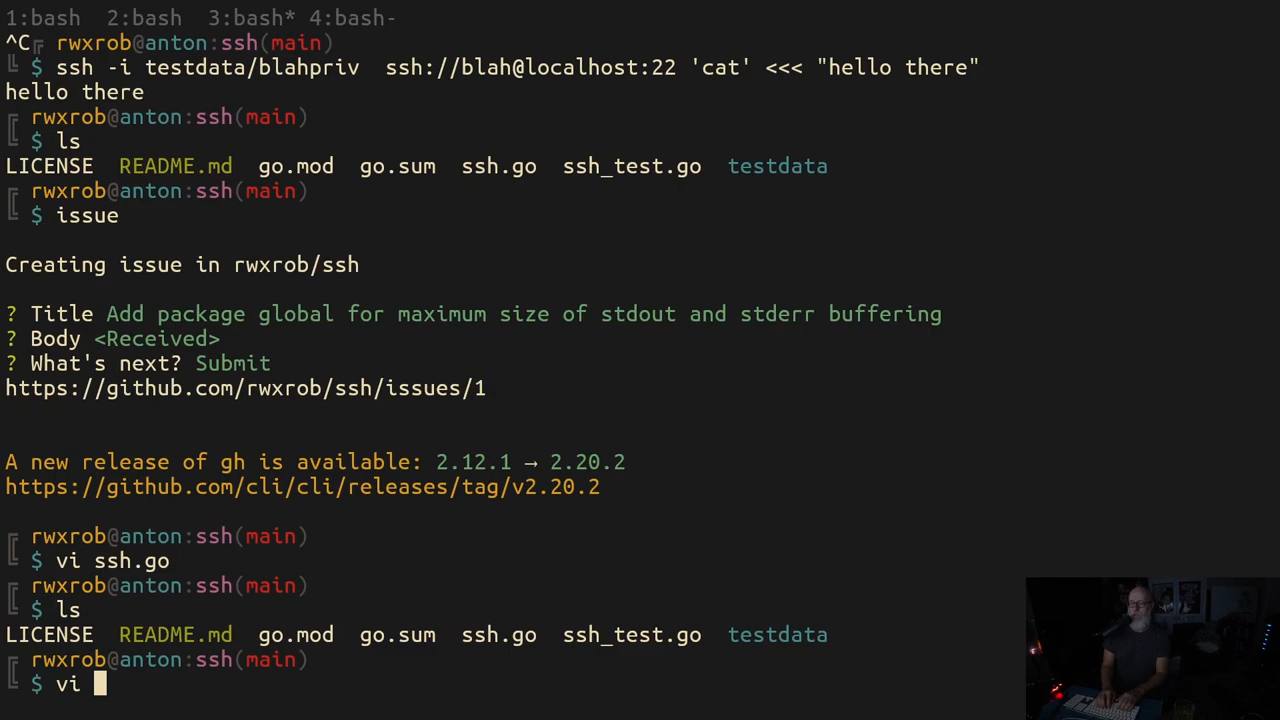 1:bash  2:bash  3:bash* 4:bash-
^C╔ rwxrob@anton:ssh(main)
╚ $ ssh -i testdata/blahpriv  ssh://blah@localhost:22 'cat' <<< "hello there"
hello there
╔ rwxrob@anton:ssh(main)
╚ $ ls
LICENSE  README.md  go.mod  go.sum  ssh.go  ssh_test.go  testdata
╔ rwxrob@anton:ssh(main)
╚ $ issue
Creating issue in rwxrob/ssh
? Title Add package global for maximum size of stdout and stderr buffering
? Body <Received>
? What's next? Submit
https://github.com/rwxrob/ssh/issues/1
A new release of gh is available: 2.12.1 → 2.20.2
https://github.com/cli/cli/releases/tag/v2.20.2
╔ rwxrob@anton:ssh(main)
╚ $ vi ssh.go
╔ rwxrob@anton:ssh(main)
╚ $ ls
LICENSE  README.md  go.mod  go.sum  ssh.go  ssh_test.go  testdata
╔ rwxrob@anton:ssh(main)
╚ $ vi